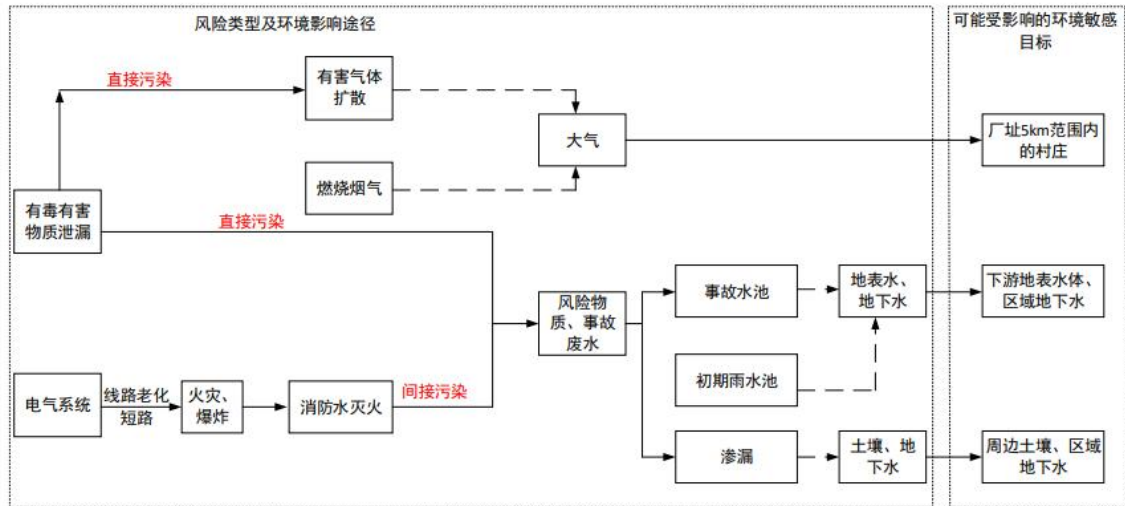 风险类型及环境影响途径
可能受影响的环境敏感
目标
直接污染
有害气体
扩散
大气
厂址5km范围内
的村庄
燃烧烟气
有毒有害
物质泄漏
直接污染
风险物
质、事故
废水
事故水池
地表水、
地下水
下游地表水体、
区域地下水
初期雨水池
电气系统
线路老化
短路
火灾、
爆炸
消防水灭火
间接污染
渗漏
土壤、地
下水
周边土壤、区域
地下水